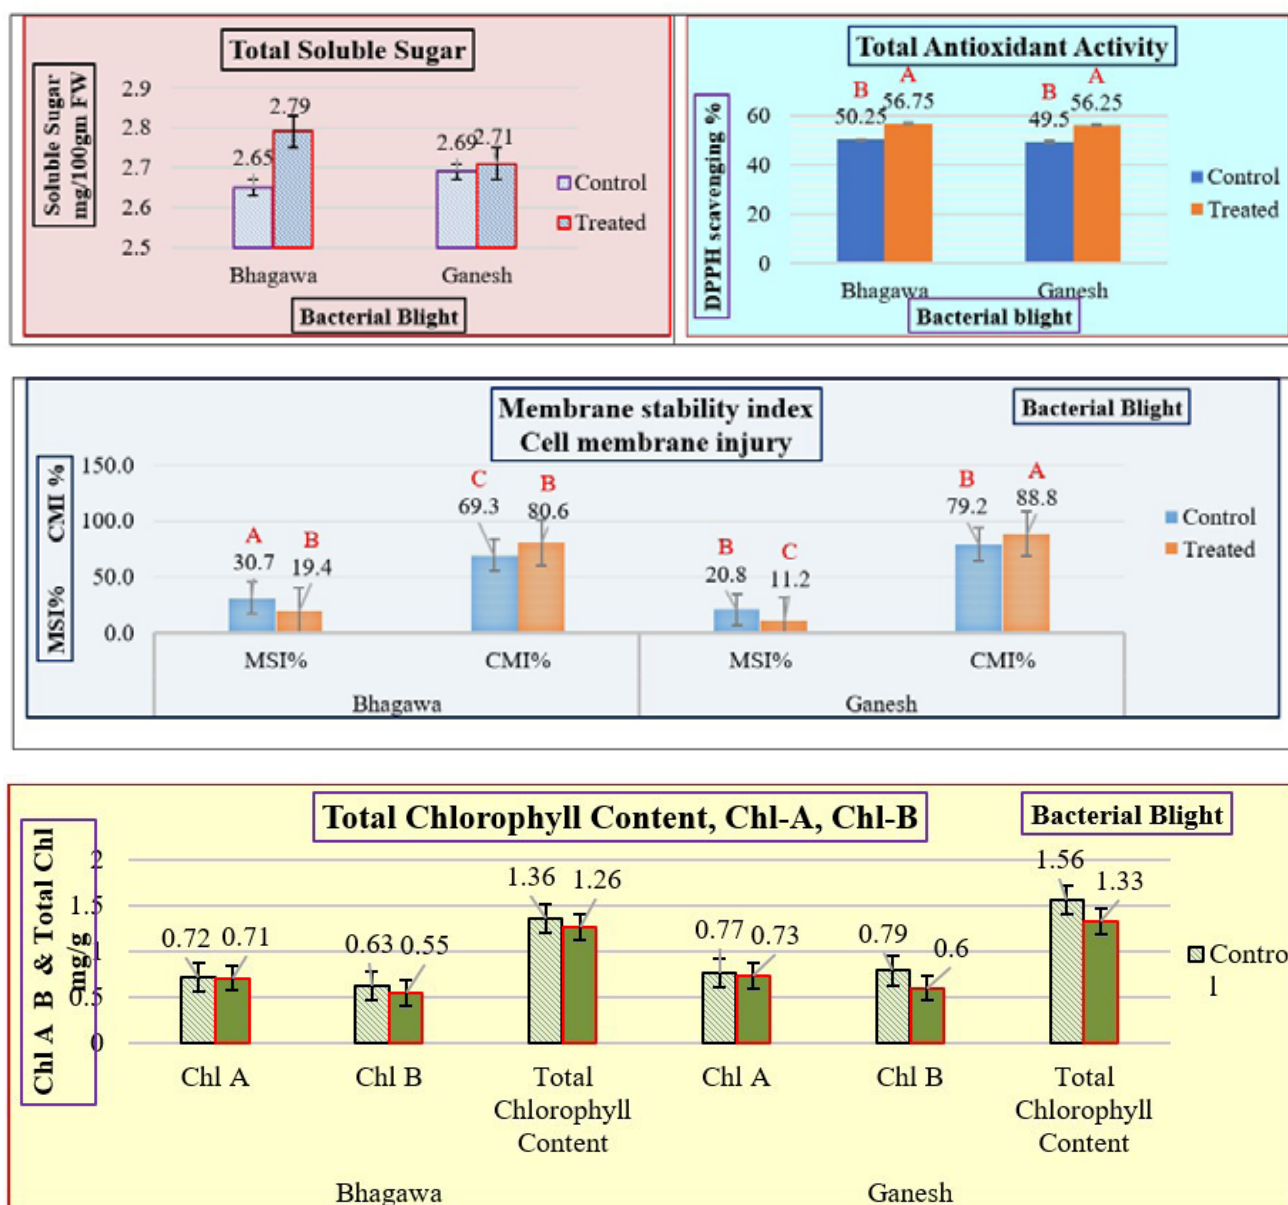 Total Soluble Sugar
Soluble Sugar
mg/100gm FW
2.9
2.8
2.7
2.6
2.5
2.65
2.79
2.69
2.71
Control
Treated
Bhagawa
Ganesh
Bacterial Blight
Total Antioxidant Activity
DPPH scavenging %
B
A
B
A
50.25
56.75
49.5
56.25
60
40
20
0
Control
Treated
Bhagawa
Ganesh
Bacterial blight
Membrane stability index
Cell membrane injury
Bacterial Blight
MSI% CMI %
150.0
100.0
50.0
0.0
A
B
C
B
B
C
B
A
30.7
19.4
69.3
80.6
20.8
11.2
79.2
88.8
Control
Treated
MSI%
CMI%
MSI%
CMI%
Bhagawa
Ganesh
Total Chlorophyll Content, Chl-A, Chl-B
Bacterial Blight
Chl A B & Total Chl
mg/g
2
1.5
1
0.5
0
0.72
0.71
0.63
0.55
1.36
1.26
0.77
0.73
0.79
0.6
1.56
1.33
Contro
l
Chl A
Chl B
Total
Chlorophyll
Content
Chl A
Chl B
Total
Chlorophyll
Content
Bhagawa
Ganesh